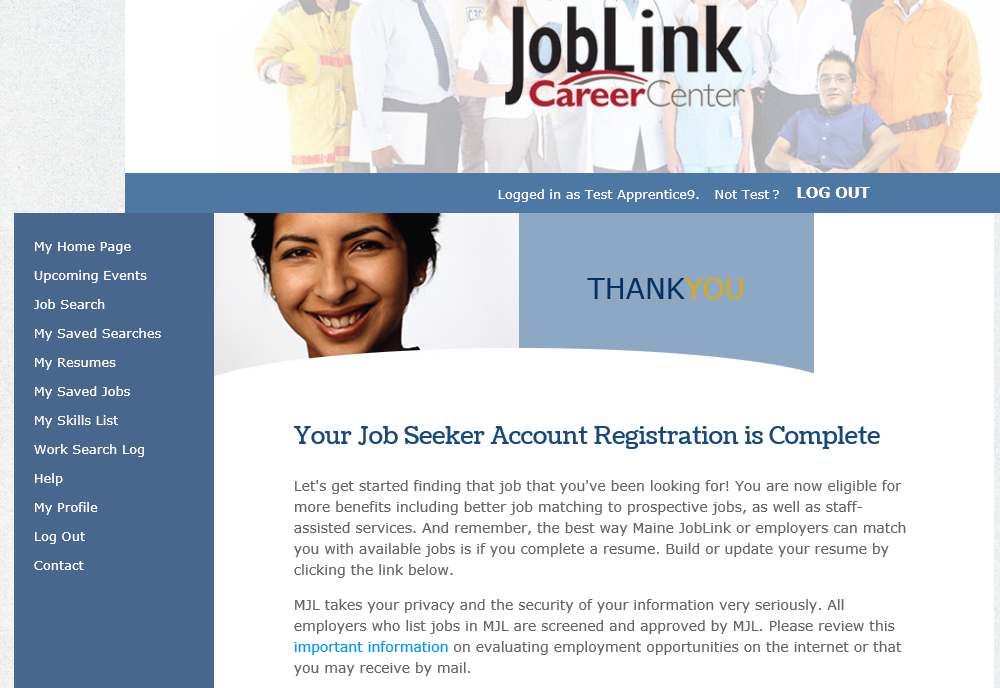 JobLink
CareerCenter
Logged in as Test Apprentice9. Not Test ? LOG OUT
My Home Page
Upcoming Events
Job Search
My Saved Searches
My Resumes
My Saved Jobs
My Skills List
Work Search Log
Help
My Profile
Log Out
Contact
THANKYOU
Your Job Seeker Account Registration is Complete
Let's get started finding that job that you've been looking for! You are now eligible for
more benefits including better job matching to prospective jobs, as well as staff-
assisted services. And remember, the best way Maine JobLink or employers can match
you with available jobs is if you complete a resume. Build or update your resume by
clicking the link below.
MJL takes your privacy and the security of your information very seriously. All
employers who list jobs in MJL are screened and approved by MJL. Please review this
important information on evaluating employment opportunities on the internet or that
you may receive by mail.